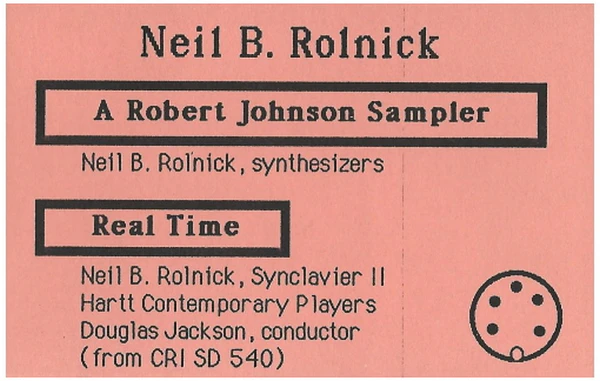 Neil B. Rolnick
A Robert Johnson Sampler
Neil B. Rolnick, synthesizers
Real Time
Neil B. Rolnick, Synclavier II
Hartt Contemporary Players
Douglas Jackson, conductor
(from CRI SD 540)